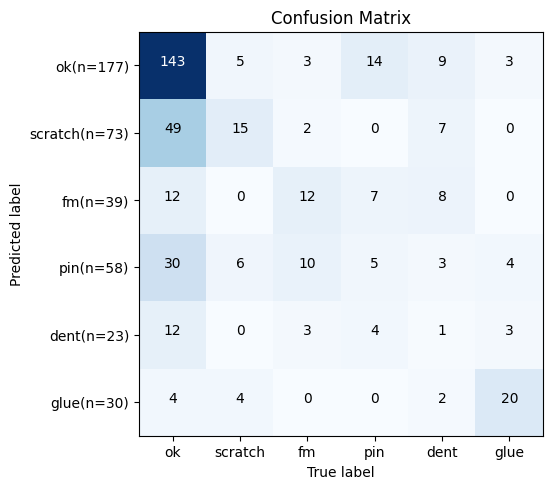 Confusion Matrix
Predicted label
ok(n=177) 143 5 3 14 9 3
scratch(n=73) 49 15 2 0 7 0
fm(n=39) 12 0 12 7 8 0
pin(n=58) 30 6 10 5 3 4
dent(n=23) 12 0 3 4 1 3
glue(n=30) 4 4 0 0 2 20
ok scratch fm pin dent glue
True label